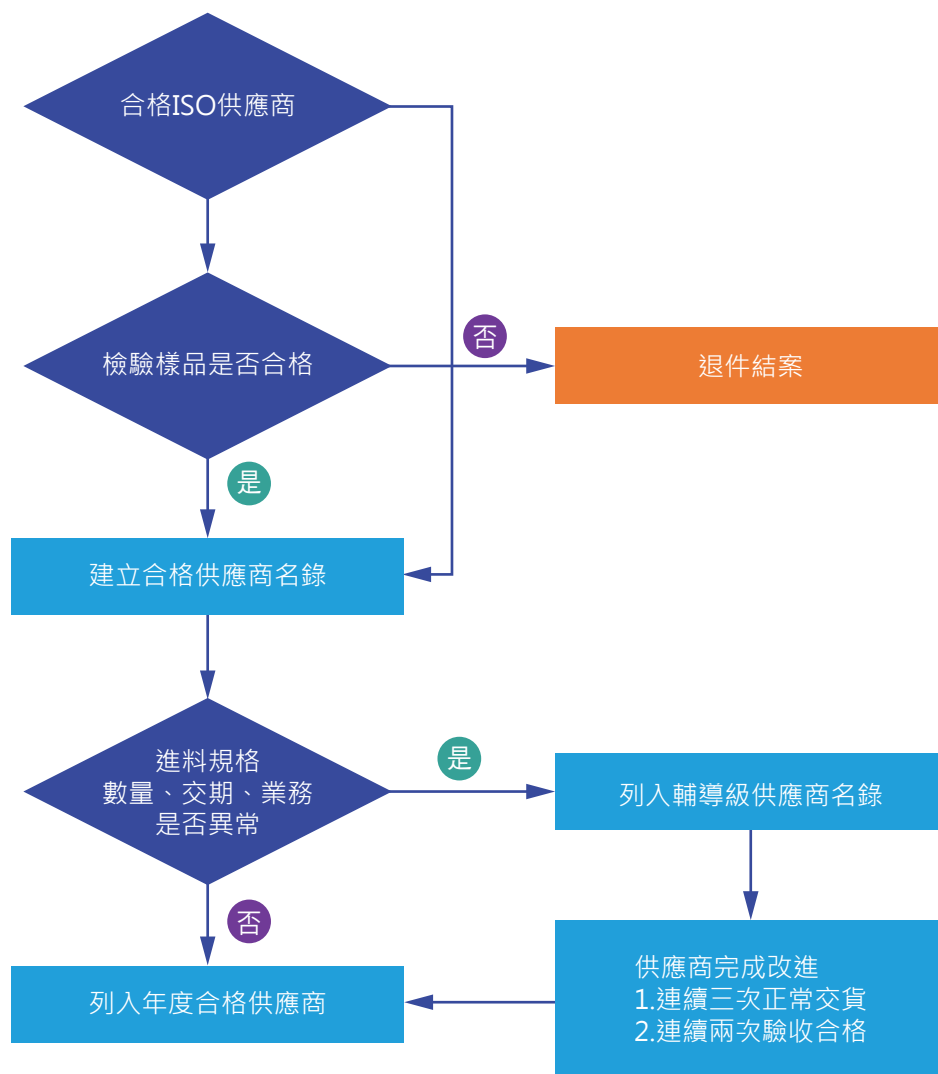 合格ISO供應商
檢驗樣品是否合格
否
退件結案
是
建立合格供應商名錄
進料規格
數量、交期、業務
是否異常
是
列入輔導級供應商名錄
否
列入年度合格供應商
供應商完成改進
1.連續三次正常交貨
2.連續兩次驗收合格